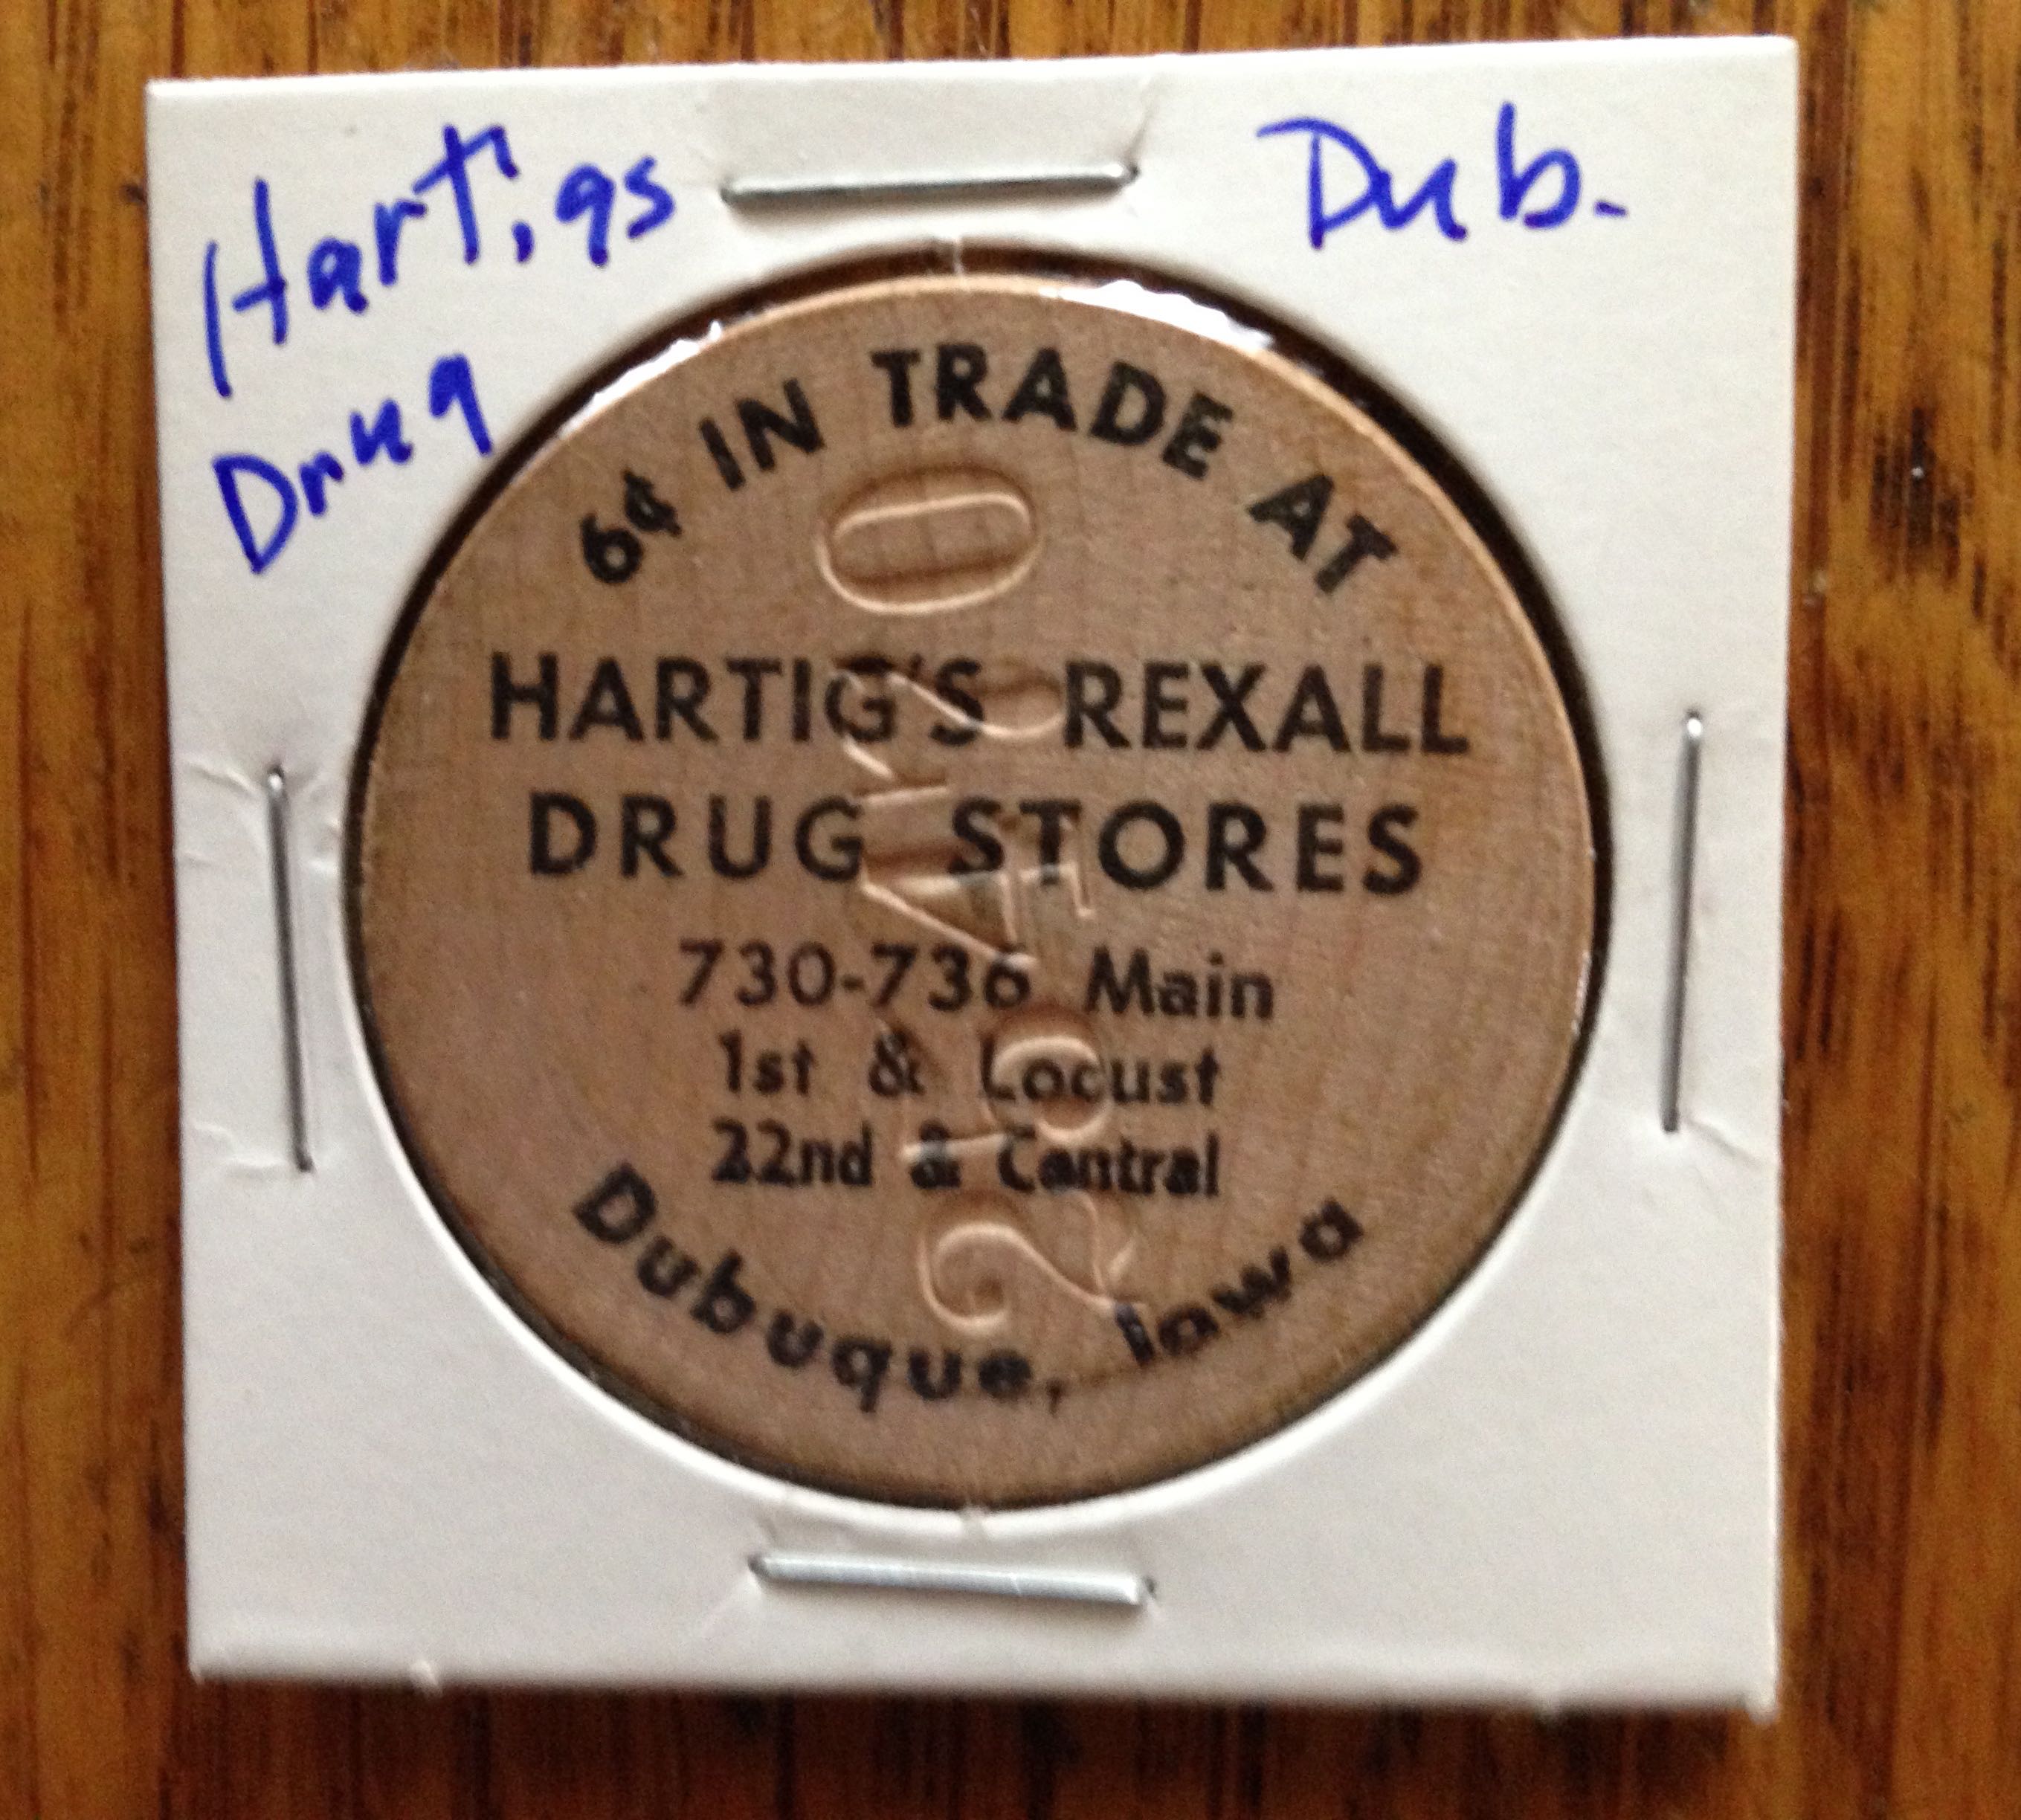 Hartigs
Drug
Dub.
6¢ IN TRADE AT
HARTIG'S REXALL
DRUG STORES
730-736 Main
1st & Locust
22nd & Central
Dubuque, Iowa